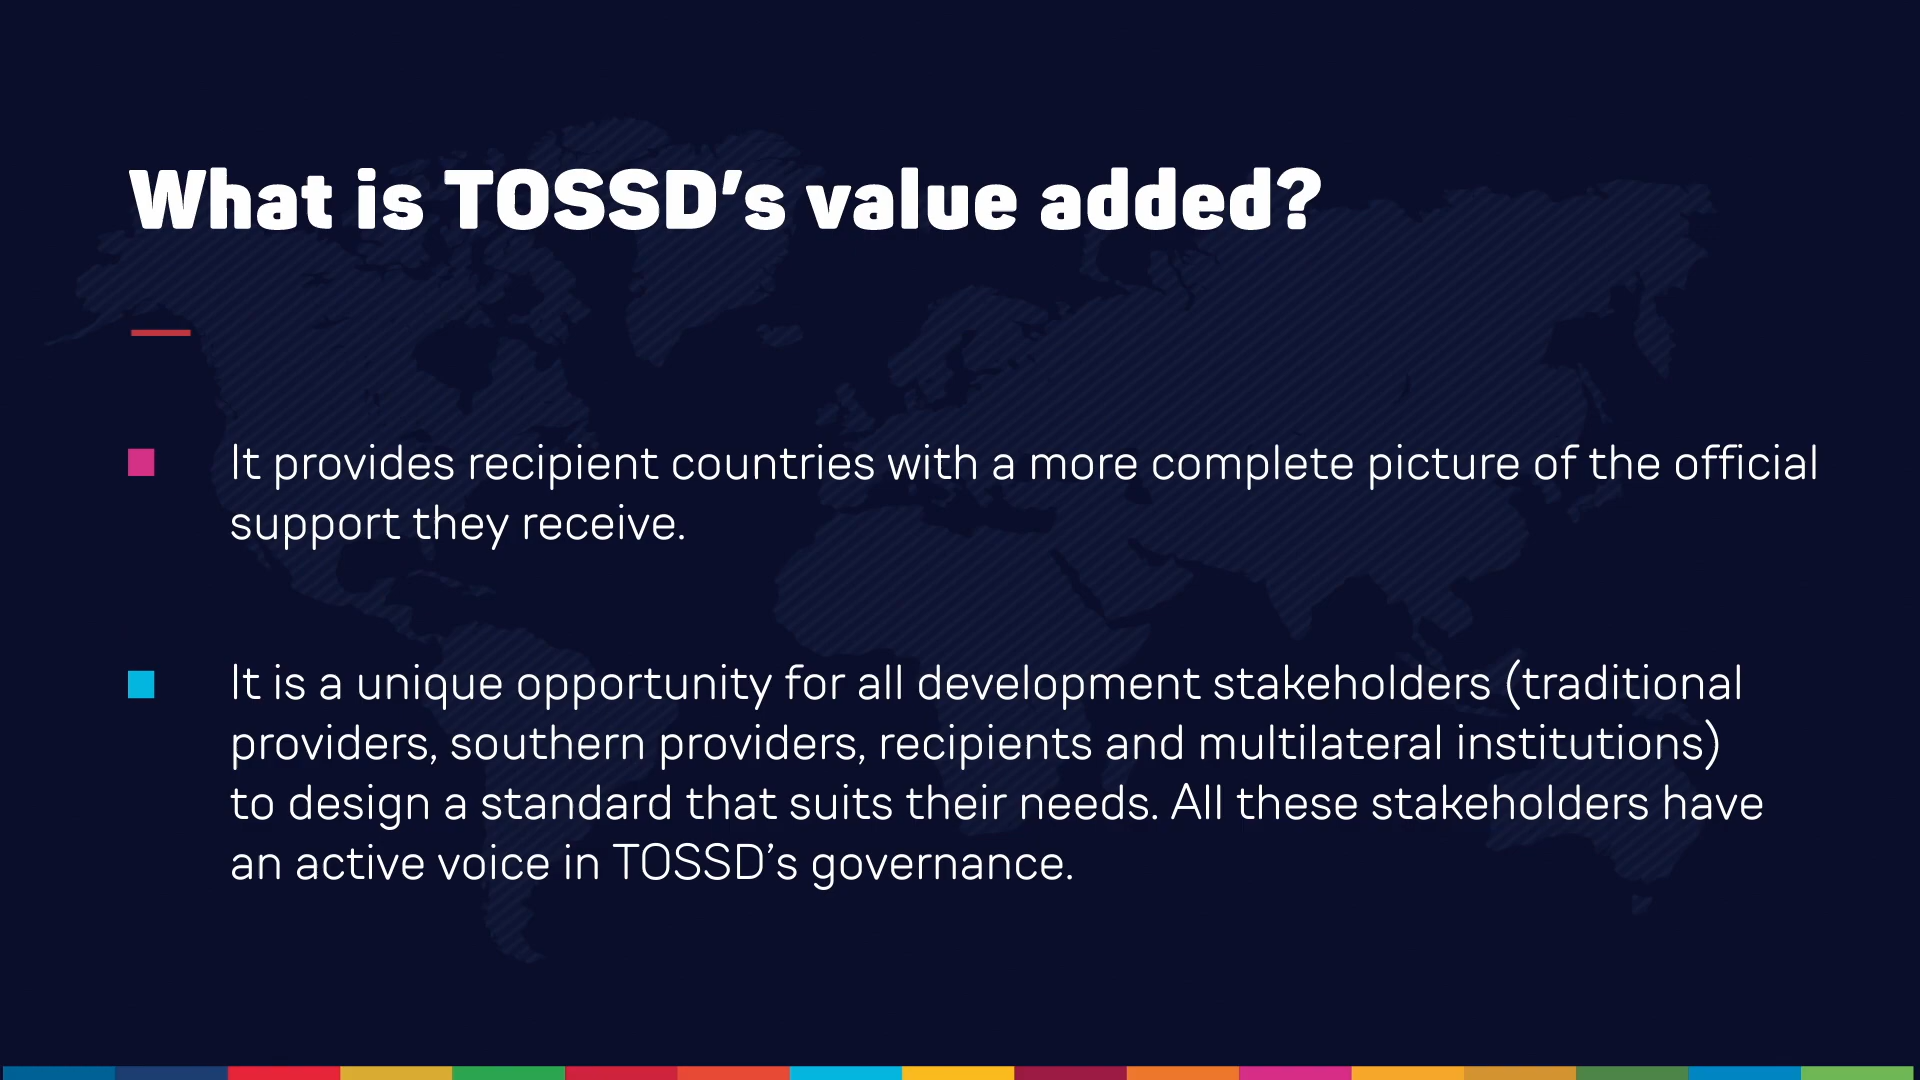 What is TOSSD’s value added?
It provides recipient countries with a more complete picture of the official
support they receive.
It is a unique opportunity for all development stakeholders (traditional
providers, southern providers, recipients and multilateral institutions)
to design a standard that suits their needs. All these stakeholders have
an active voice in TOSSD’s governance.